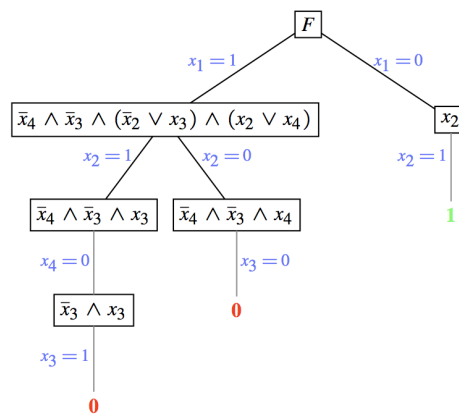 F
x₁ = 1
x₁ = 0
x̄₄ ∧ x̄₃ ∧ (x̄₂ ∨ x₃) ∧ (x₂ ∨ x₄)
x₂
x₂ = 1
x₂ = 0
x₂ = 1
x̄₄ ∧ x̄₃ ∧ x₃
x̄₄ ∧ x̄₃ ∧ x₄
1
x₄ = 0
x₃ = 0
x̄₃ ∧ x₃
0
x₃ = 1
0